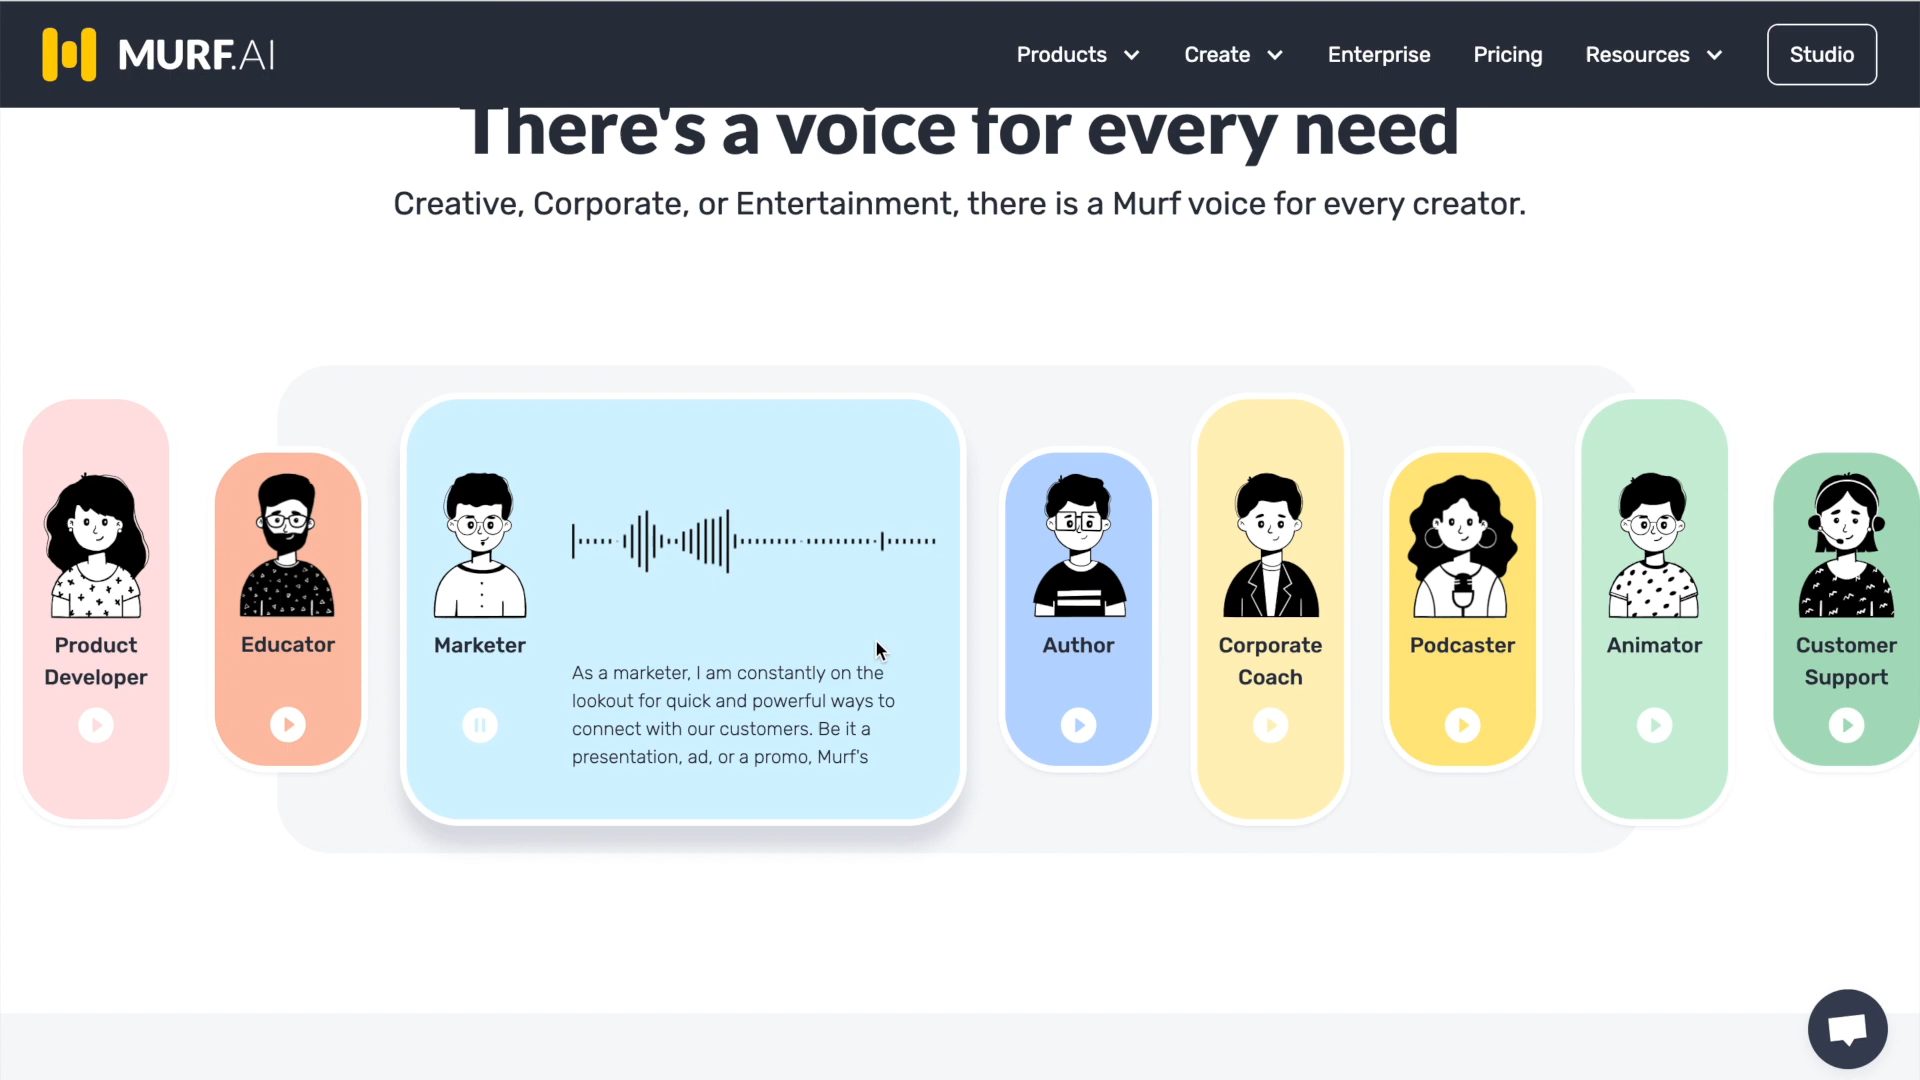 MURF.AI
Products
Create
Enterprise
Pricing
Resources
Studio
There's a voice for every need
Creative, Corporate, or Entertainment, there is a Murf voice for every creator.
Product
Developer
Educator
Marketer
As a marketer, I am constantly on the
lookout for quick and powerful ways to
connect with our customers. Be it a
presentation, ad, or a promo, Murf's
Author
Corporate
Coach
Podcaster
Animator
Customer
Support